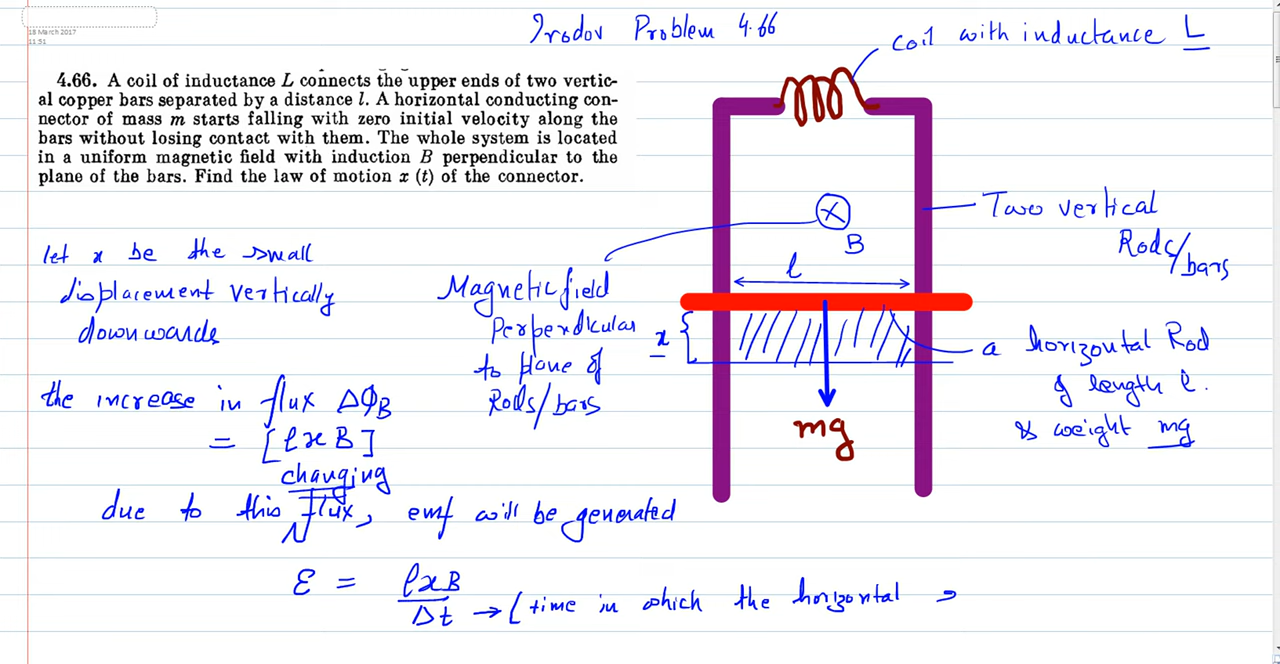 18 March 2017
11:51
Irodov Problem 4.66
coil with inductance L
4.66. A coil of inductance L connects the upper ends of two vertic-
al copper bars separated by a distance l. A horizontal conducting con-
nector of mass m starts falling with zero initial velocity along the
bars without losing contact with them. The whole system is located
in a uniform magnetic field with induction B perpendicular to the
plane of the bars. Find the law of motion x (t) of the connector.
Two vertical
Rods/
bars
B
l
let x be the small
displacement vertically
downwards
Magnetic field
Perpendicular
to plane of
Rods/bars
x
a horizontal Rod
of length l.
& weight mg
mg
the increase in flux ΔΦB
= [l x B]
changing
due to this flux, emf will be generated
ε = lxB / Δt → (time in which the horizontal